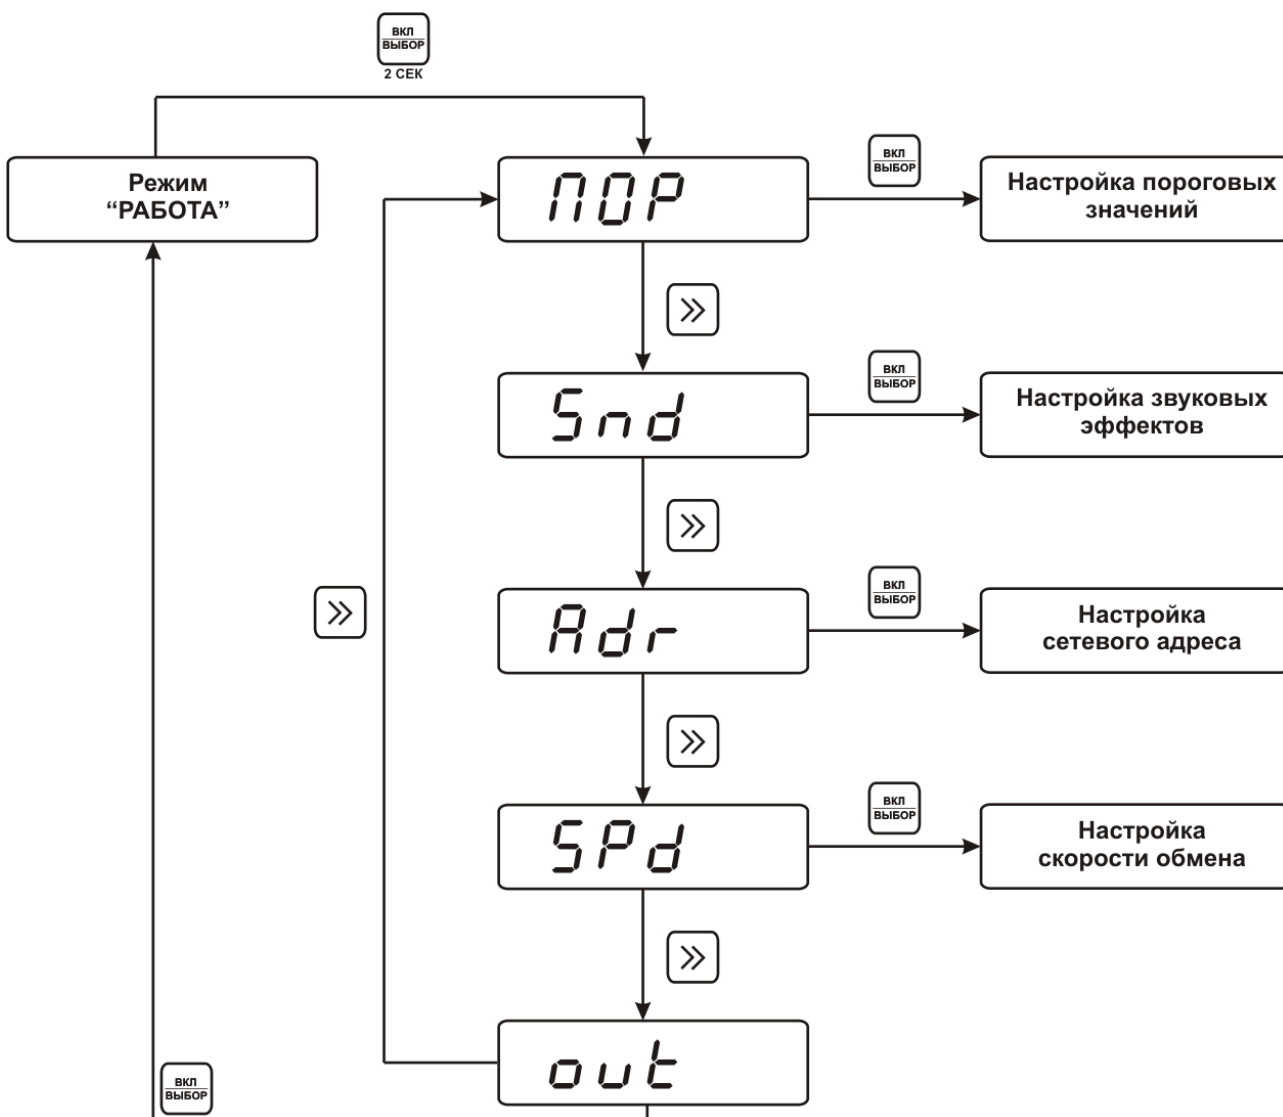 ВКЛ
ВЫБОР
2 СЕК
Режим
“РАБОТА”
ПОР
ВКЛ
ВЫБОР
Настройка пороговых
значений
Snd
ВКЛ
ВЫБОР
Настройка звуковых
эффектов
Adr
ВКЛ
ВЫБОР
Настройка
сетевого адреса
SPd
ВКЛ
ВЫБОР
Настройка
скорости обмена
out
ВКЛ
ВЫБОР